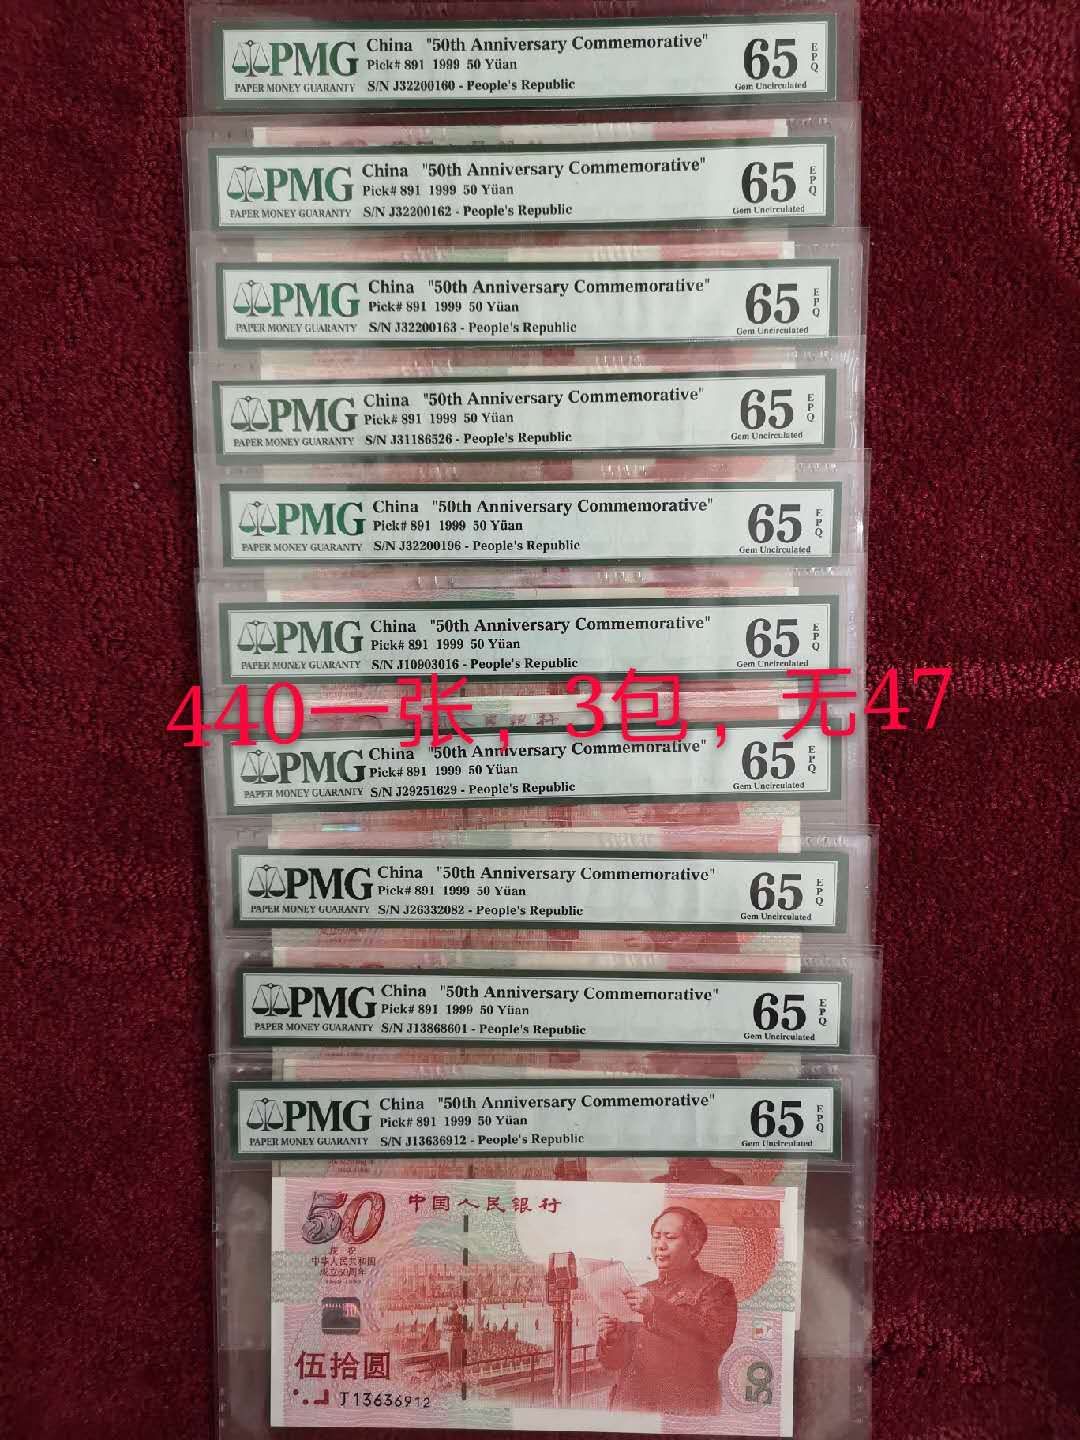 PMG
PAPER MONEY GUARANTY
China "50th Anniversary Commemorative"
Pick# 891 1999 50 Yüan
S/N J32200160 - People's Republic
65
EPQ
Gem Uncirculated
PMG
PAPER MONEY GUARANTY
China "50th Anniversary Commemorative"
Pick# 891 1999 50 Yüan
S/N J32200162 - People's Republic
65
EPQ
Gem Uncirculated
PMG
PAPER MONEY GUARANTY
China "50th Anniversary Commemorative"
Pick# 891 1999 50 Yüan
S/N J32200163 - People's Republic
65
EPQ
Gem Uncirculated
PMG
PAPER MONEY GUARANTY
China "50th Anniversary Commemorative"
Pick# 891 1999 50 Yüan
S/N J31186526 - People's Republic
65
EPQ
Gem Uncirculated
PMG
PAPER MONEY GUARANTY
China "50th Anniversary Commemorative"
Pick# 891 1999 50 Yüan
S/N J32200196 - People's Republic
65
EPQ
Gem Uncirculated
PMG
PAPER MONEY GUARANTY
China "50th Anniversary Commemorative"
Pick# 891 1999 50 Yüan
S/N J10903016 - People's Republic
65
EPQ
Gem Uncirculated
440一张，3包，无47
PMG
PAPER MONEY GUARANTY
China "50th Anniversary Commemorative"
Pick# 891 1999 50 Yüan
S/N J29251629 - People's Republic
65
EPQ
Gem Uncirculated
PMG
PAPER MONEY GUARANTY
China "50th Anniversary Commemorative"
Pick# 891 1999 50 Yüan
S/N J26332082 - People's Republic
65
EPQ
Gem Uncirculated
PMG
PAPER MONEY GUARANTY
China "50th Anniversary Commemorative"
Pick# 891 1999 50 Yüan
S/N J13868601 - People's Republic
65
EPQ
Gem Uncirculated
PMG
PAPER MONEY GUARANTY
China "50th Anniversary Commemorative"
Pick# 891 1999 50 Yüan
S/N J13636912 - People's Republic
65
EPQ
Gem Uncirculated
50
中国人民银行
庆祝
中华人民共和国
成立50周年
1949-1999
伍拾圆
J13636912
50